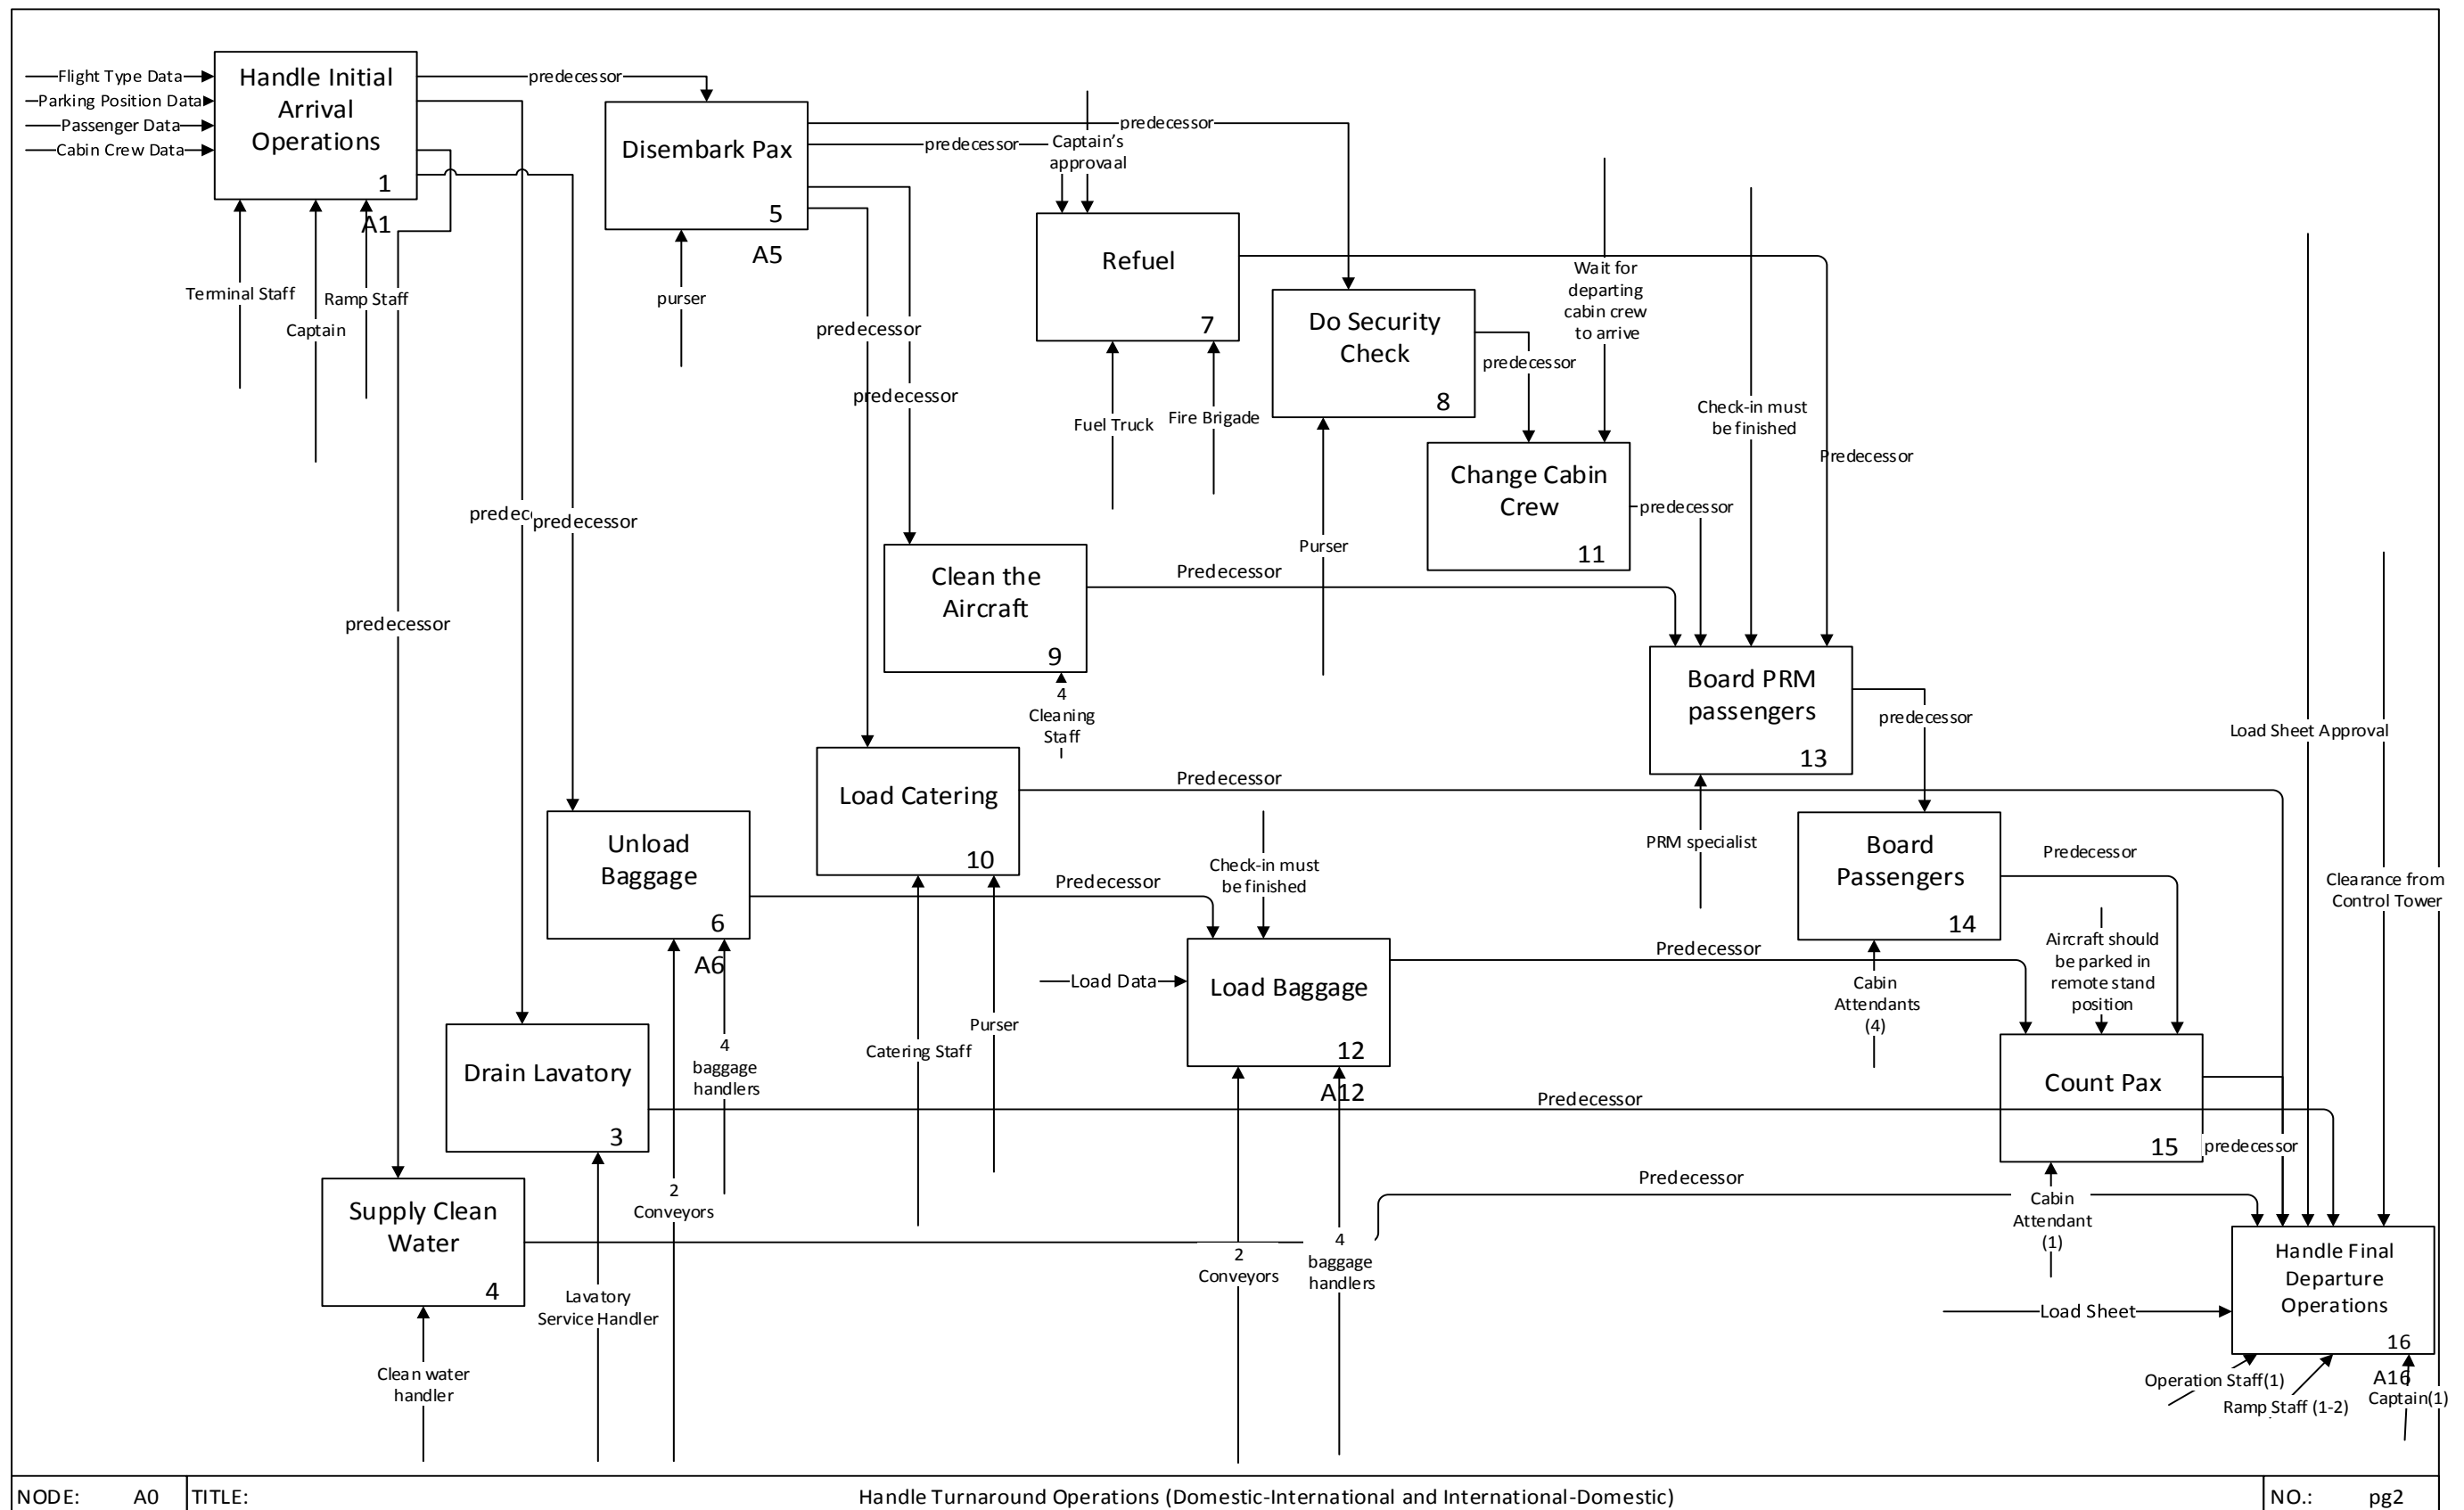 Flight Type Data
Parking Position Data
Passenger Data
Cabin Crew Data
Handle Initial
Arrival
Operations
1
A1
Terminal Staff
Captain
Ramp Staff
predecessor
Disembark Pax
5
A5
purser
predecessor
predecessor
Captain's
approvaal
Refuel
7
Fuel Truck
Fire Brigade
Do Security
Check
8
Purser
predecessor
Wait for
departing
cabin crew
to arrive
Change Cabin
Crew
11
predecessor
Check-in must
be finished
Predecessor
predecessor
predecessor
predec
predecessor
predecessor
Clean the
Aircraft
9
4
Cleaning
Staff
Predecessor
Board PRM
passengers
13
PRM specialist
predecessor
Load Sheet Approval
Clearance from
Control Tower
Load Catering
10
Catering Staff
Purser
Predecessor
Unload
Baggage
6
A6
2
Conveyors
4
baggage
handlers
Predecessor
Check-in must
be finished
Load Data
Load Baggage
12
A12
2
Conveyors
4
baggage
handlers
Predecessor
Board
Passengers
14
Cabin
Attendants
(4)
Predecessor
Aircraft should
be parked in
remote stand
position
Count Pax
15
Cabin
Attendant
(1)
predecessor
Drain Lavatory
3
Lavatory
Service Handler
Predecessor
Supply Clean
Water
4
Clean water
handler
Predecessor
Handle Final
Departure
Operations
16
A16
Load Sheet
Operation Staff(1)
Ramp Staff (1-2)
Captain(1)
NODE: A0 TITLE: Handle Turnaround Operations (Domestic-International and International-Domestic) NO.: pg2